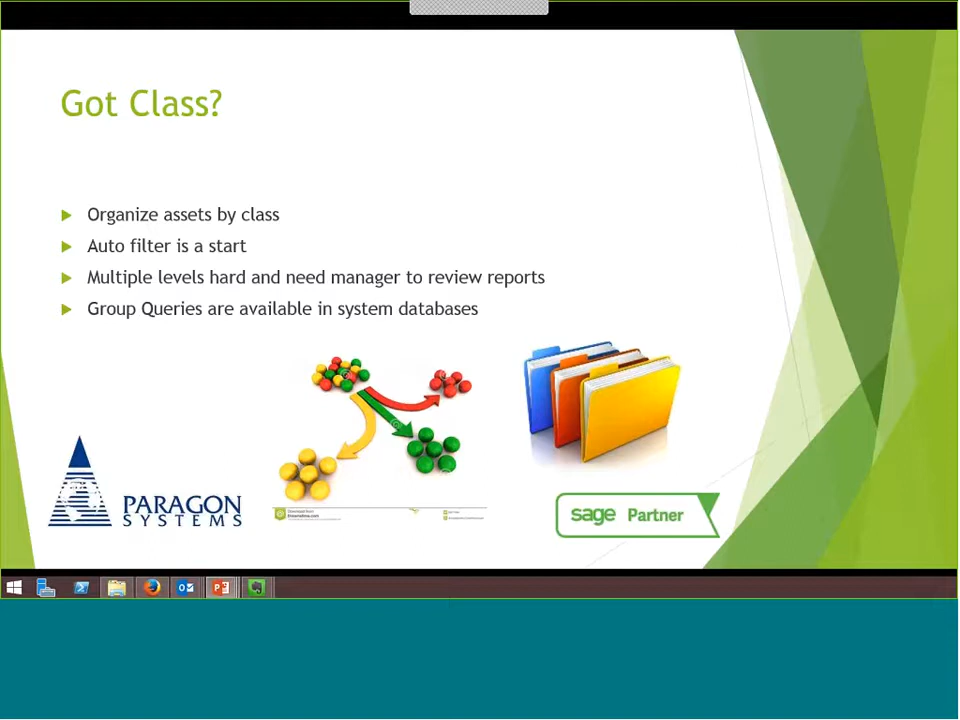 Got Class?
Organize assets by class
Auto filter is a start
Multiple levels hard and need manager to review reports
Group Queries are available in system databases
PARAGON
SYSTEMS
sage Partner